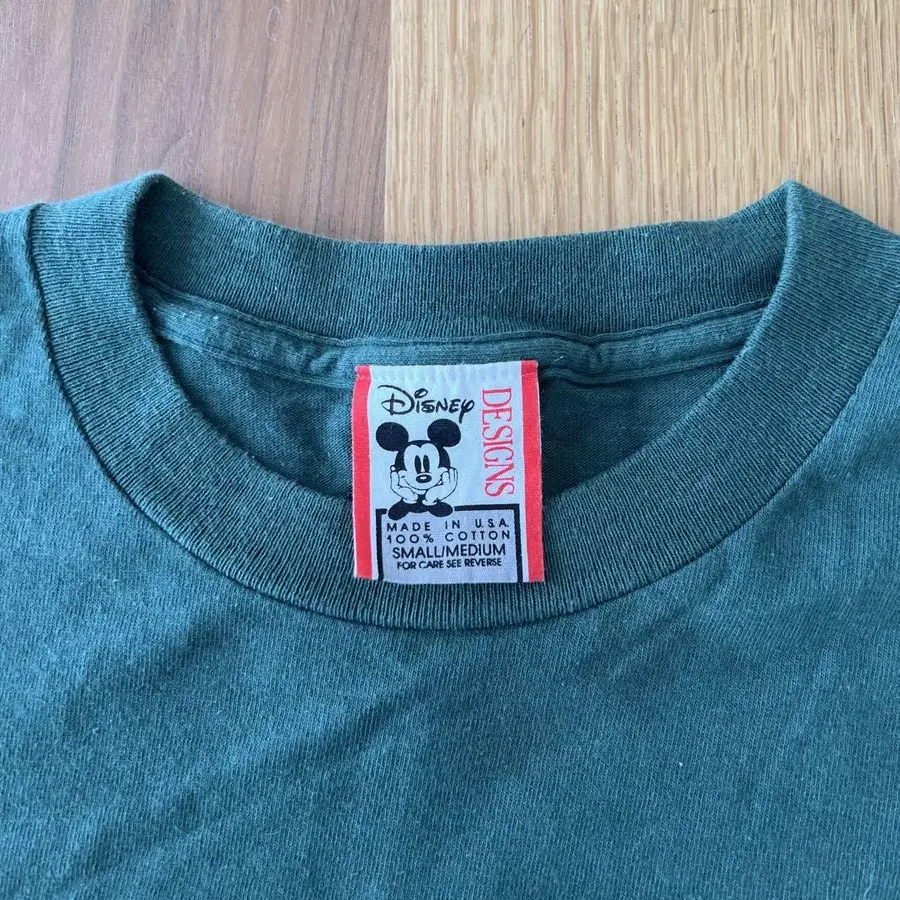 Disney
DESIGNS
MADE IN U.S.A.
100% COTTON
SMALL/MEDIUM
FOR CARE SEE REVERSE